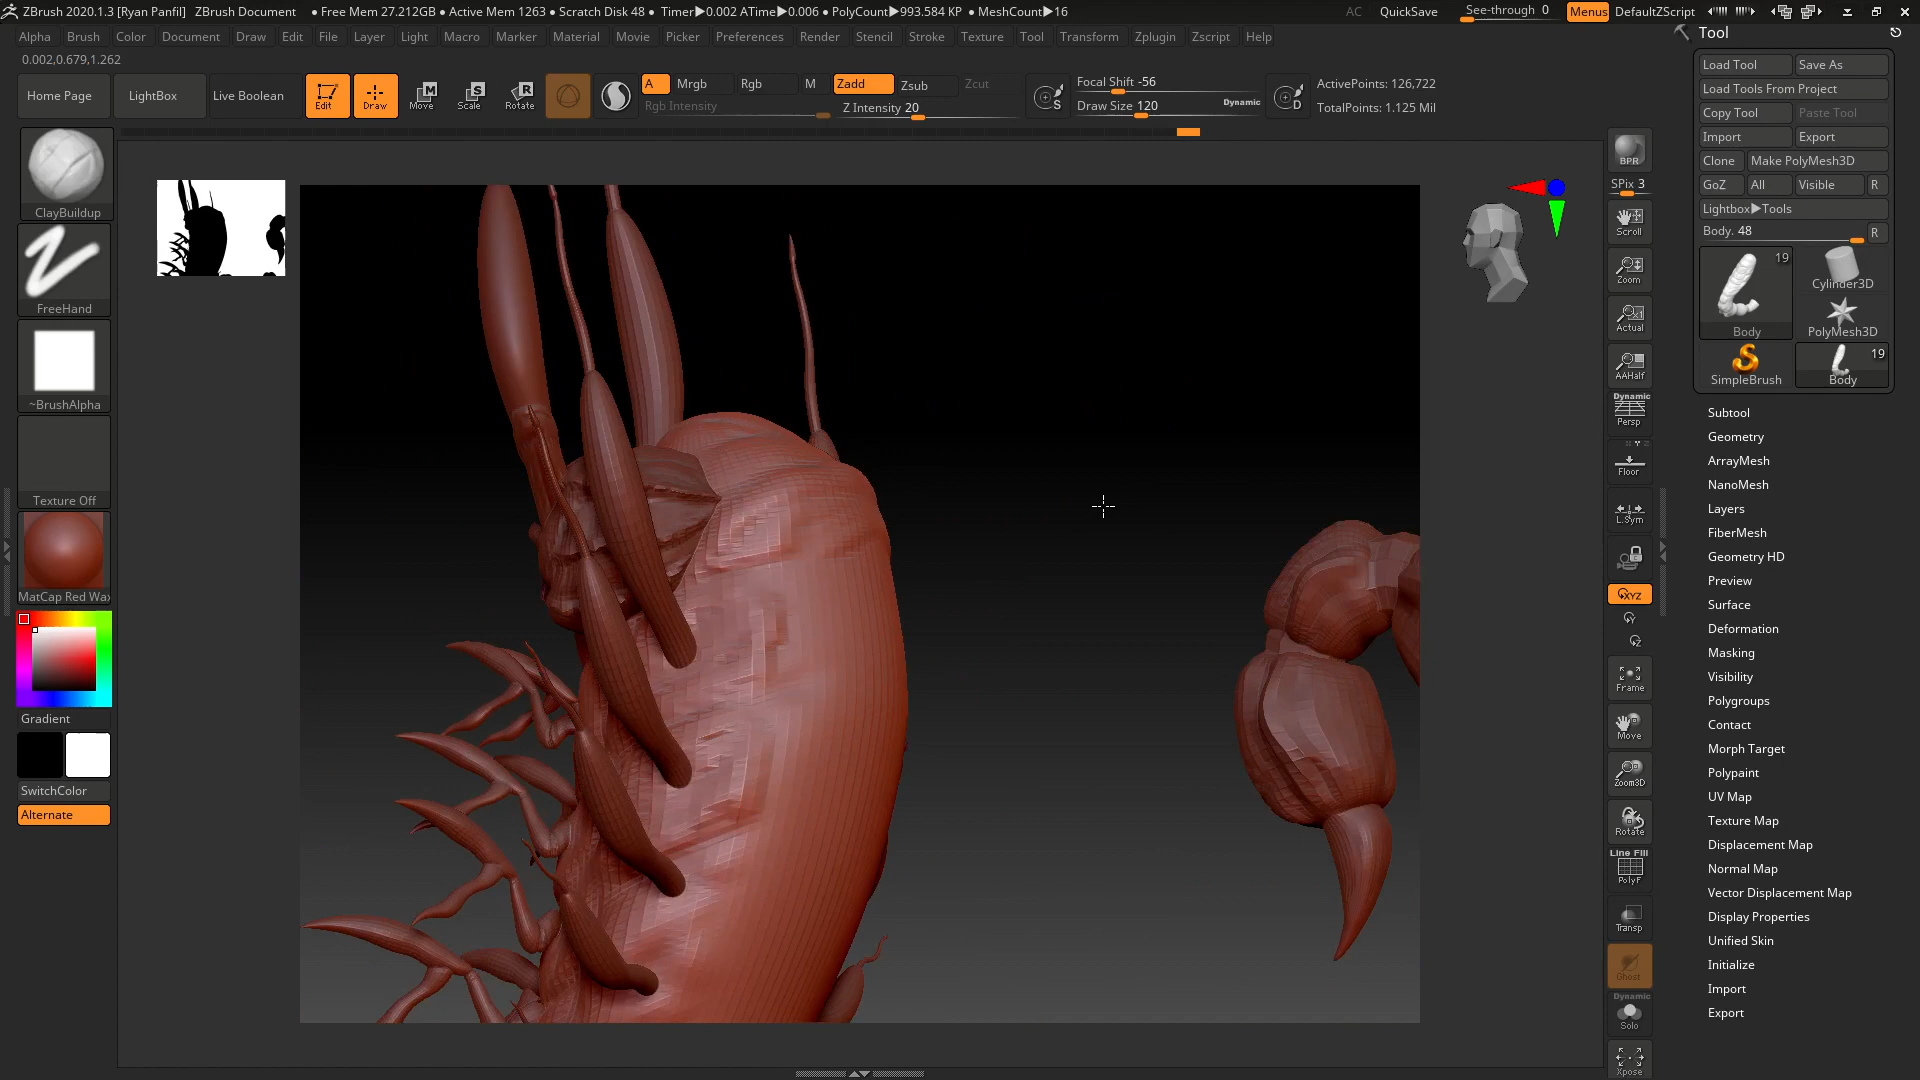 ZBrush 2020.1.3 [Ryan Panfil] ZBrush Document • Free Mem 27.212GB • Active Mem 1263 • Scratch Disk 48 • Timer▶0.002 ATime▶0.006 • PolyCount▶993.584 KP • MeshCount▶16 AC QuickSave See-through 0 Menus DefaultZScript
Alpha Brush Color Document Draw Edit File Layer Light Macro Marker Material Movie Picker Preferences Render Stencil Stroke Texture Tool Transform Zplugin Zscript Help
0.002,0.679,1.262
Home Page LightBox Live Boolean Edit Draw Move Scale Rotate
A Mrgb Rgb M Zadd Zsub Zcut
Rgb Intensity Z Intensity 20
Focal Shift -56
Draw Size 120 Dynamic
ActivePoints: 126,722
TotalPoints: 1.125 Mil
ClayBuildup
FreeHand
~BrushAlpha
Texture Off
MatCap Red Wax
Gradient
SwitchColor
Alternate
BPR
SPix 3
Scroll
Zoom
Actual
AAHalf
Dynamic
Persp
Floor
L.Sym
XYZ
Frame
Move
Zoom3D
Rotate
Line Fill
PolyF
Transp
Ghost
Dynamic
Solo
Xpose
Tool
Load Tool Save As
Load Tools From Project
Copy Tool Paste Tool
Import Export
Clone Make PolyMesh3D
GoZ All Visible R
Lightbox▶Tools
Body. 48 R
19
Body
Cylinder3D
PolyMesh3D
SimpleBrush
19
Body
Subtool
Geometry
ArrayMesh
NanoMesh
Layers
FiberMesh
Geometry HD
Preview
Surface
Deformation
Masking
Visibility
Polygroups
Contact
Morph Target
Polypaint
UV Map
Texture Map
Displacement Map
Normal Map
Vector Displacement Map
Display Properties
Unified Skin
Initialize
Import
Export